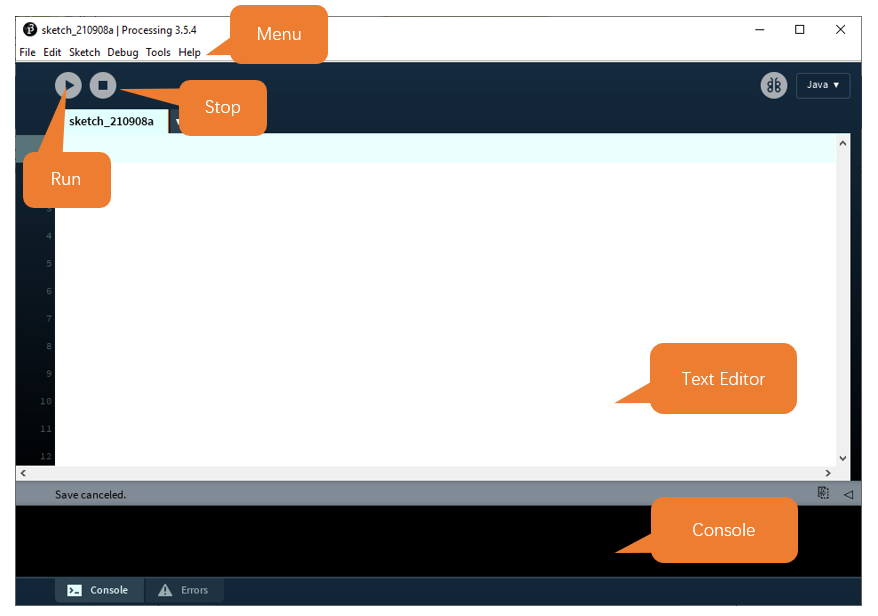 sketch_210908a | Processing 3.5.4
Menu
File Edit Sketch Debug Tools Help
Stop
Java ▼
sketch_210908a
Run
3
4
5
6
7
8
9
10
11
12
Text Editor
Save canceled.
Console
Console
Errors